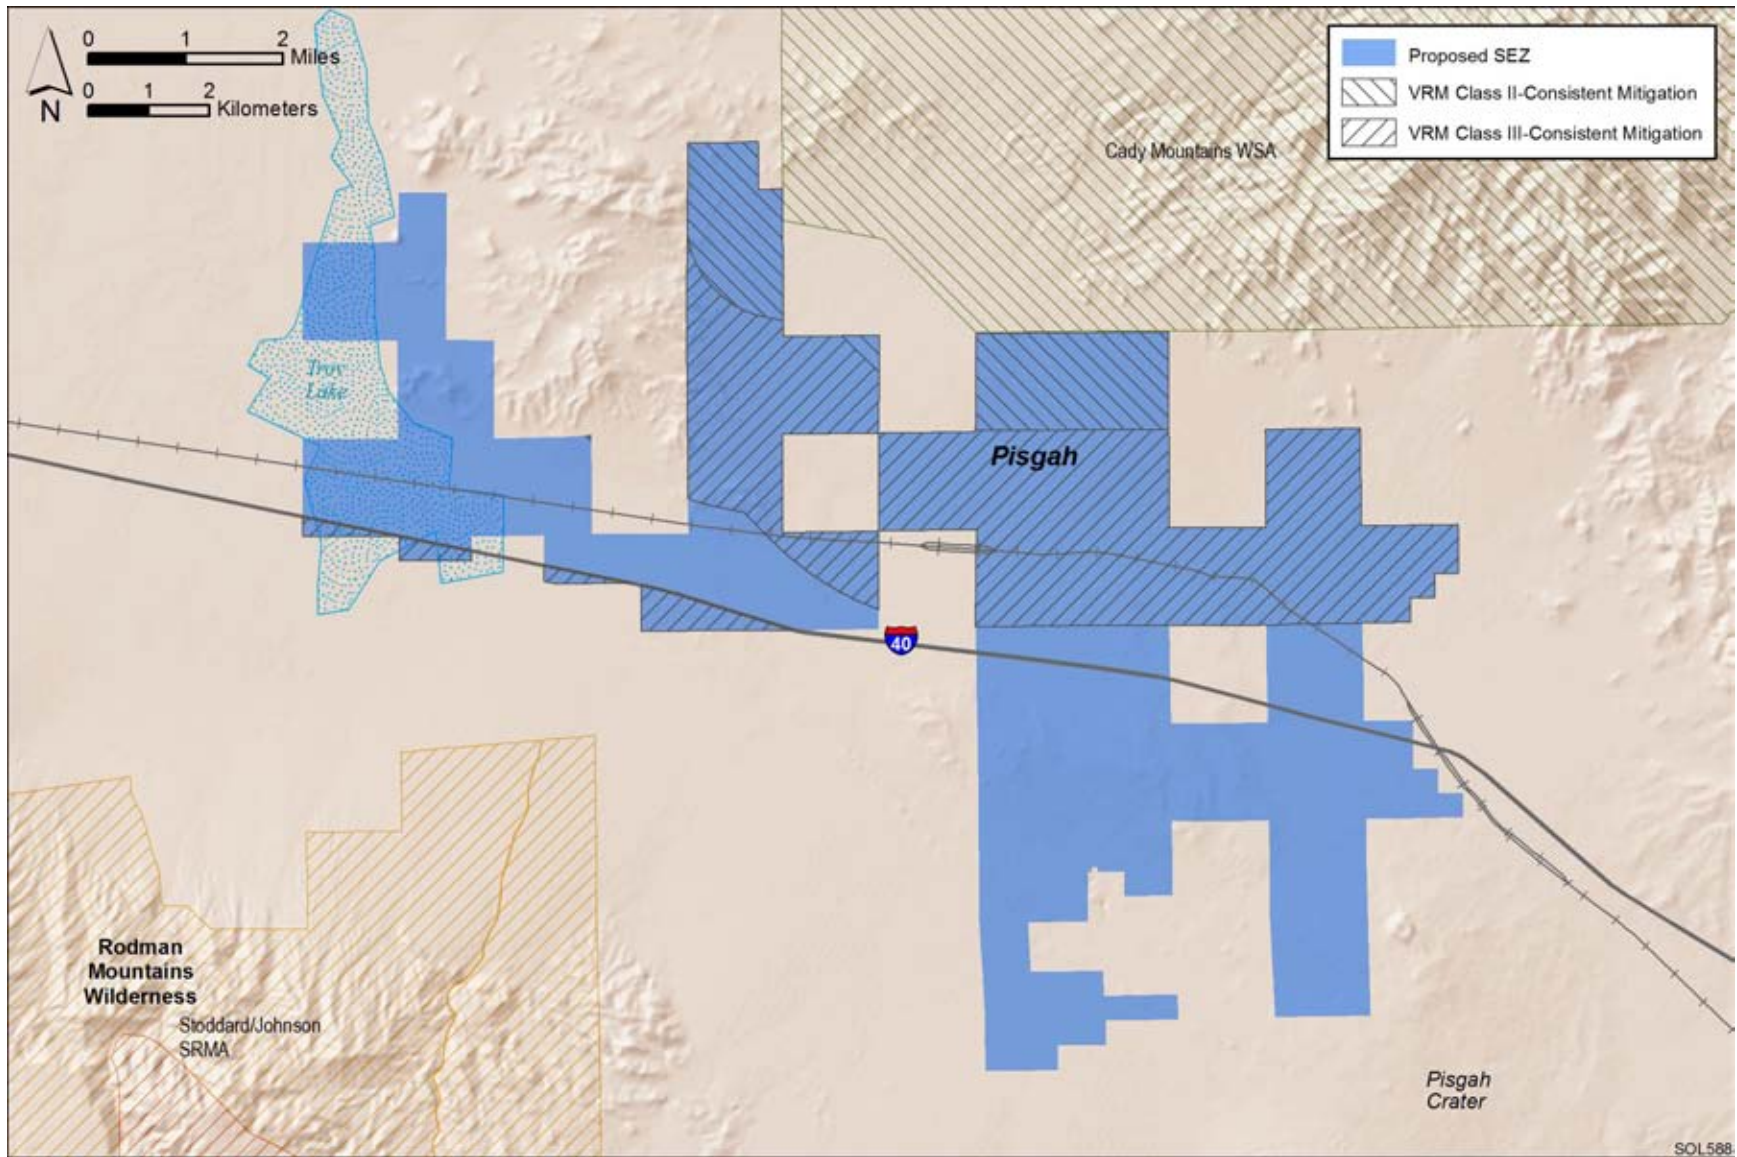 0 1 2
Miles
0 1 2
Kilometers
N
Proposed SEZ
VRM Class II-Consistent Mitigation
VRM Class III-Consistent Mitigation
Cady Mountains WSA
Troy
Lake
Pisgah
40
Rodman
Mountains
Wilderness
Stoddard/Johnson
SRMA
Pisgah
Crater
SOL588